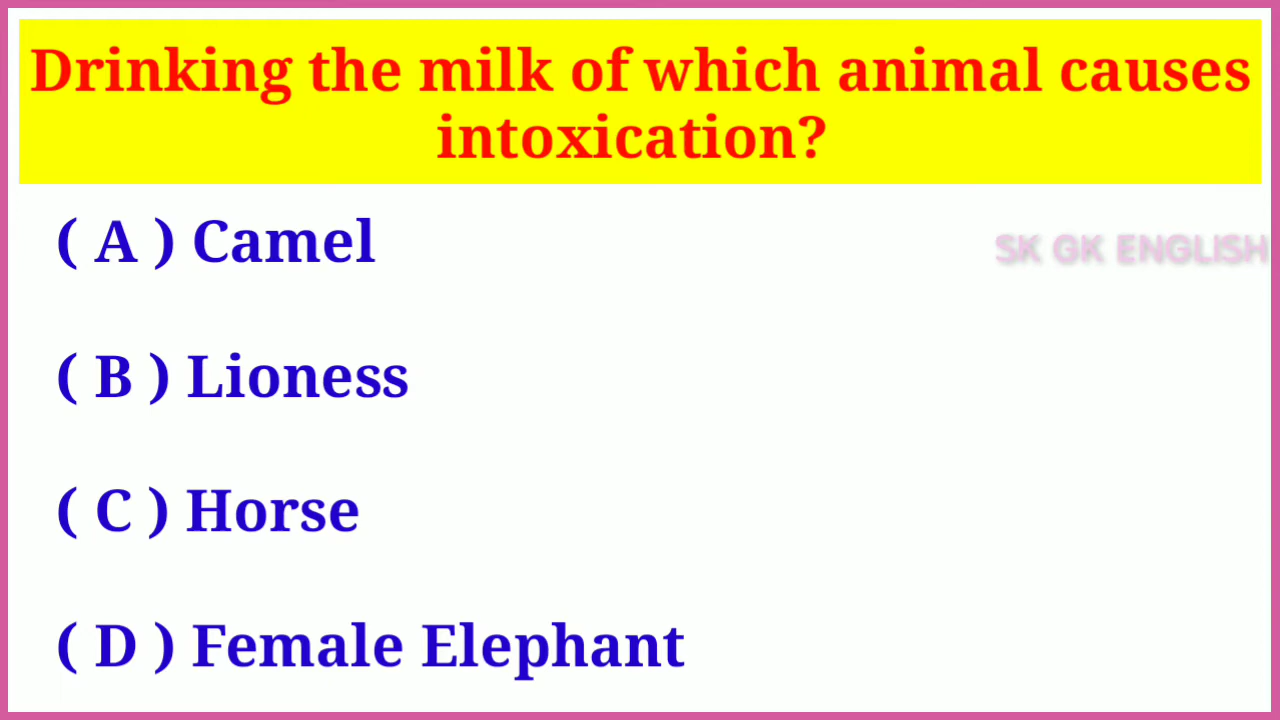 Drinking the milk of which animal causes
intoxication?
( A ) Camel
SK GK ENGLISH
( B ) Lioness
( C ) Horse
( D ) Female Elephant